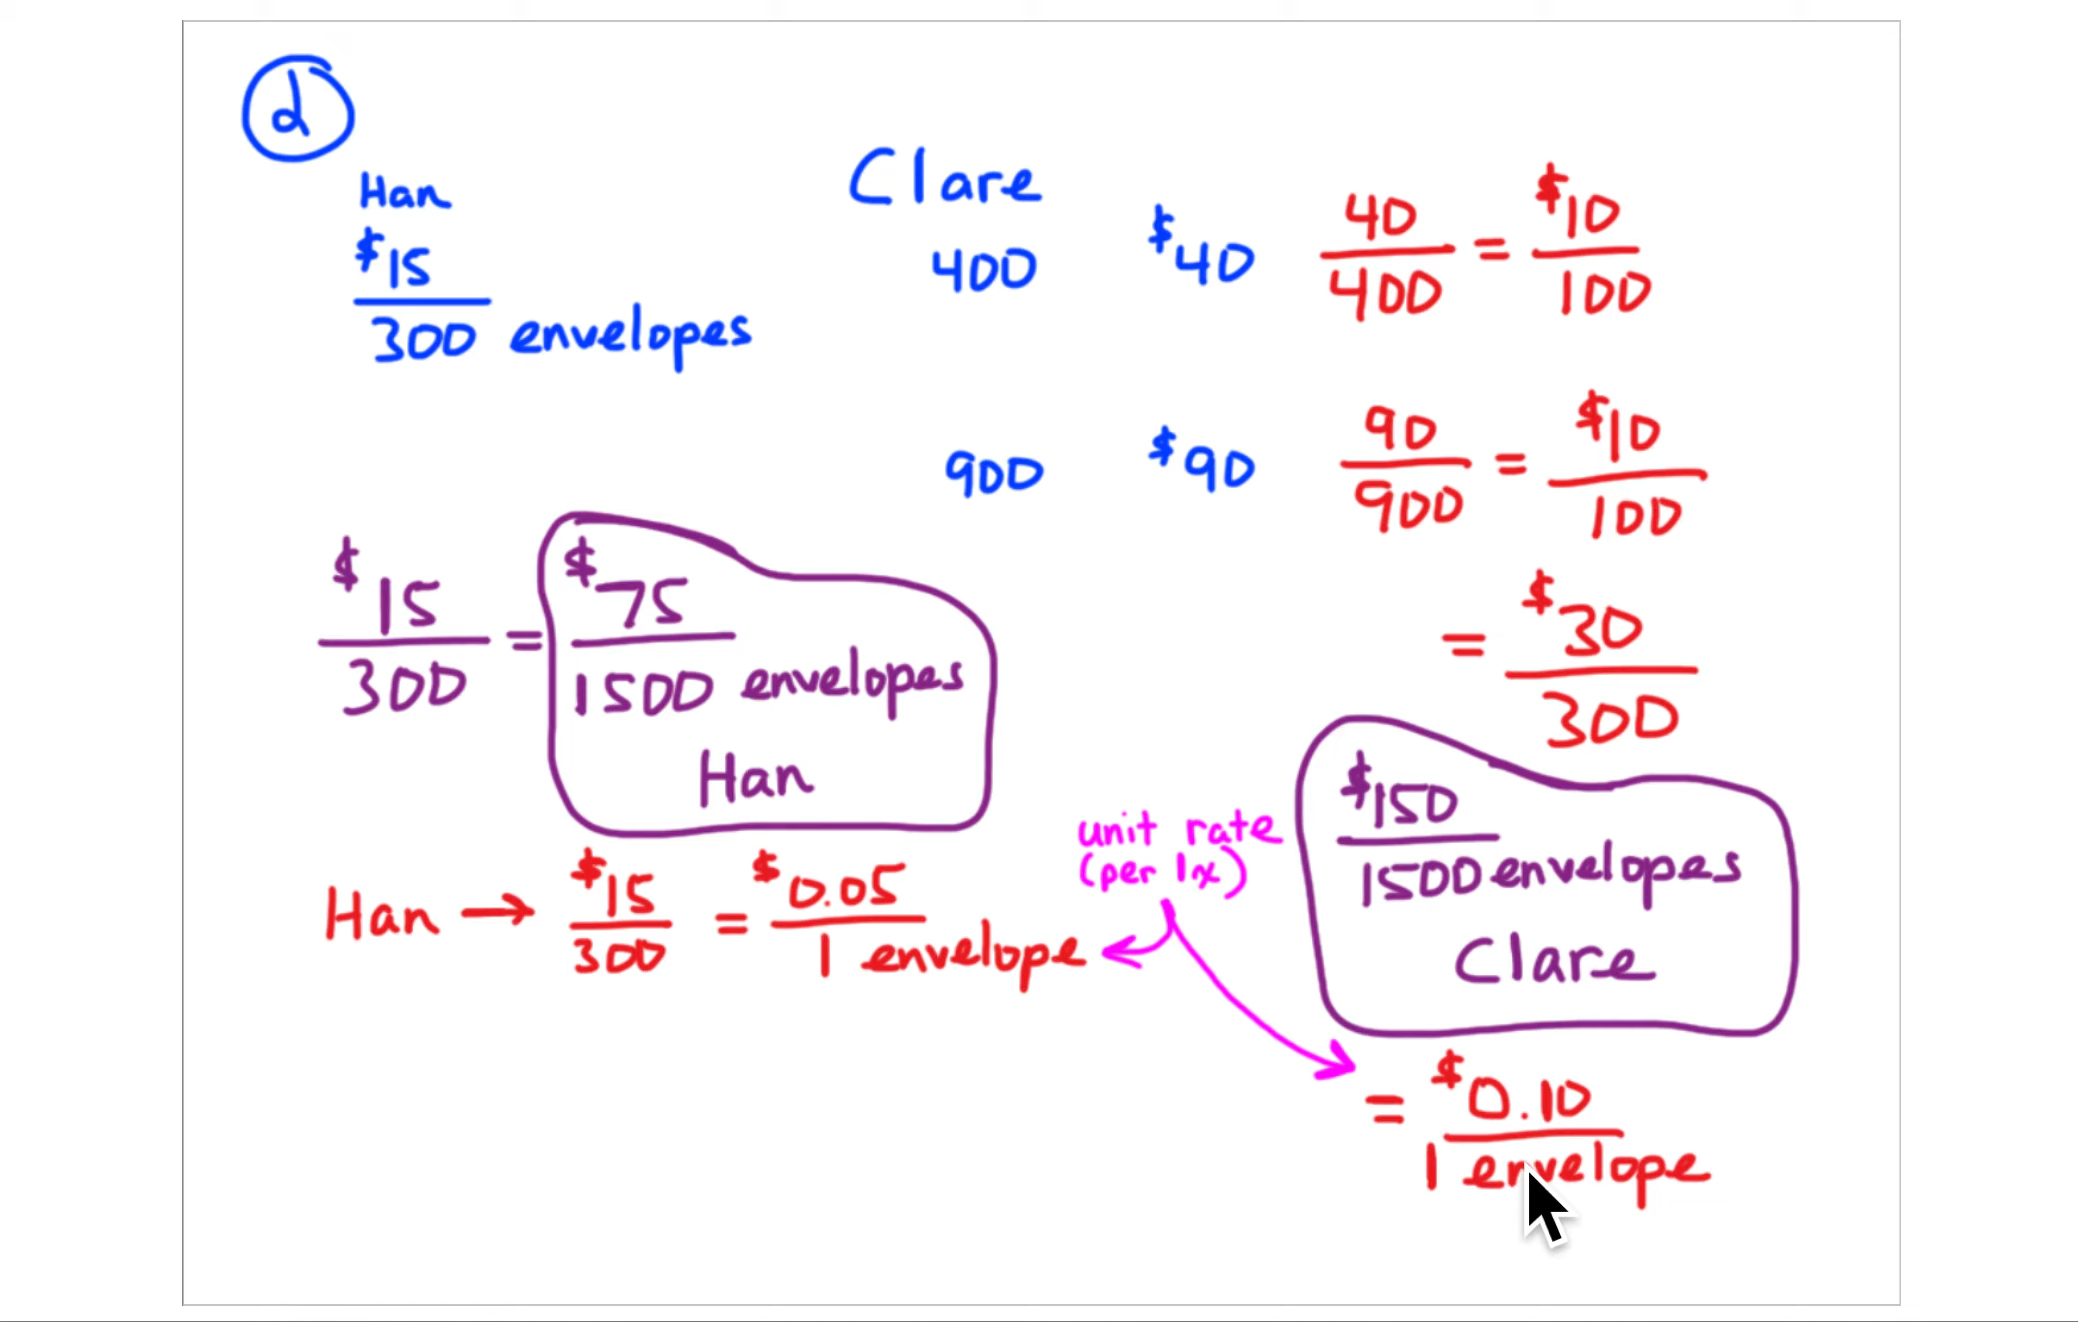 d
Han
$15
300 envelopes
Clare
400 $40 40/400 = $10/100
900 $90 90/900 = $10/100
= $30/300
$15/300 = $75/1500 envelopes
Han
$150
1500 envelopes
Clare
unit rate
(per 1x)
Han → $15/300 = $0.05/1 envelope
= $0.10
1 envelope